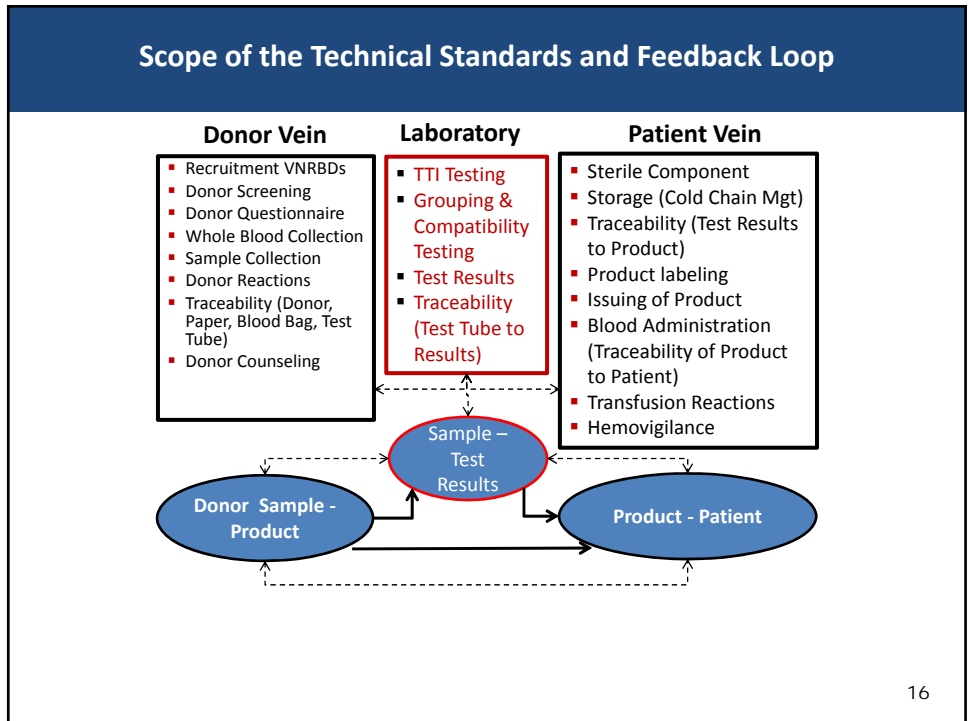 Scope of the Technical Standards and Feedback Loop
Donor Vein
▪ Recruitment VNRBDs
▪ Donor Screening
▪ Donor Questionnaire
▪ Whole Blood Collection
▪ Sample Collection
▪ Donor Reactions
▪ Traceability (Donor,
Paper, Blood Bag, Test
Tube)
▪ Donor Counseling
Laboratory
▪ TTI Testing
▪ Grouping &
Compatibility
Testing
▪ Test Results
▪ Traceability
(Test Tube to
Results)
Patient Vein
▪ Sterile Component
▪ Storage (Cold Chain Mgt)
▪ Traceability (Test Results
to Product)
▪ Product labeling
▪ Issuing of Product
▪ Blood Administration
(Traceability of Product
to Patient)
▪ Transfusion Reactions
▪ Hemovigilance
Sample –
Test
Results
Donor Sample -
Product
Product - Patient
16